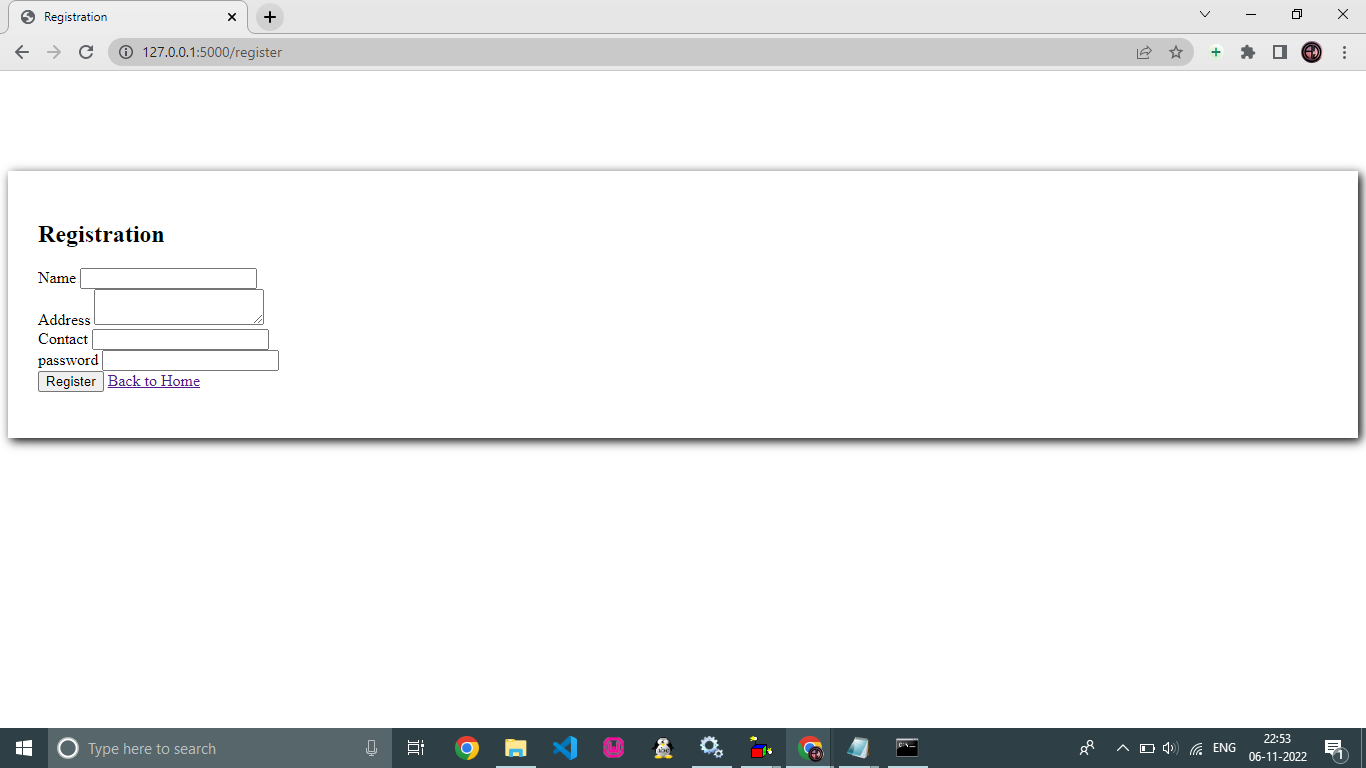 Registration
127.0.0.1:5000/register
Registration
Name
Address
Contact
password
Register Back to Home
Type here to search
ENG
22:53
06-11-2022
1